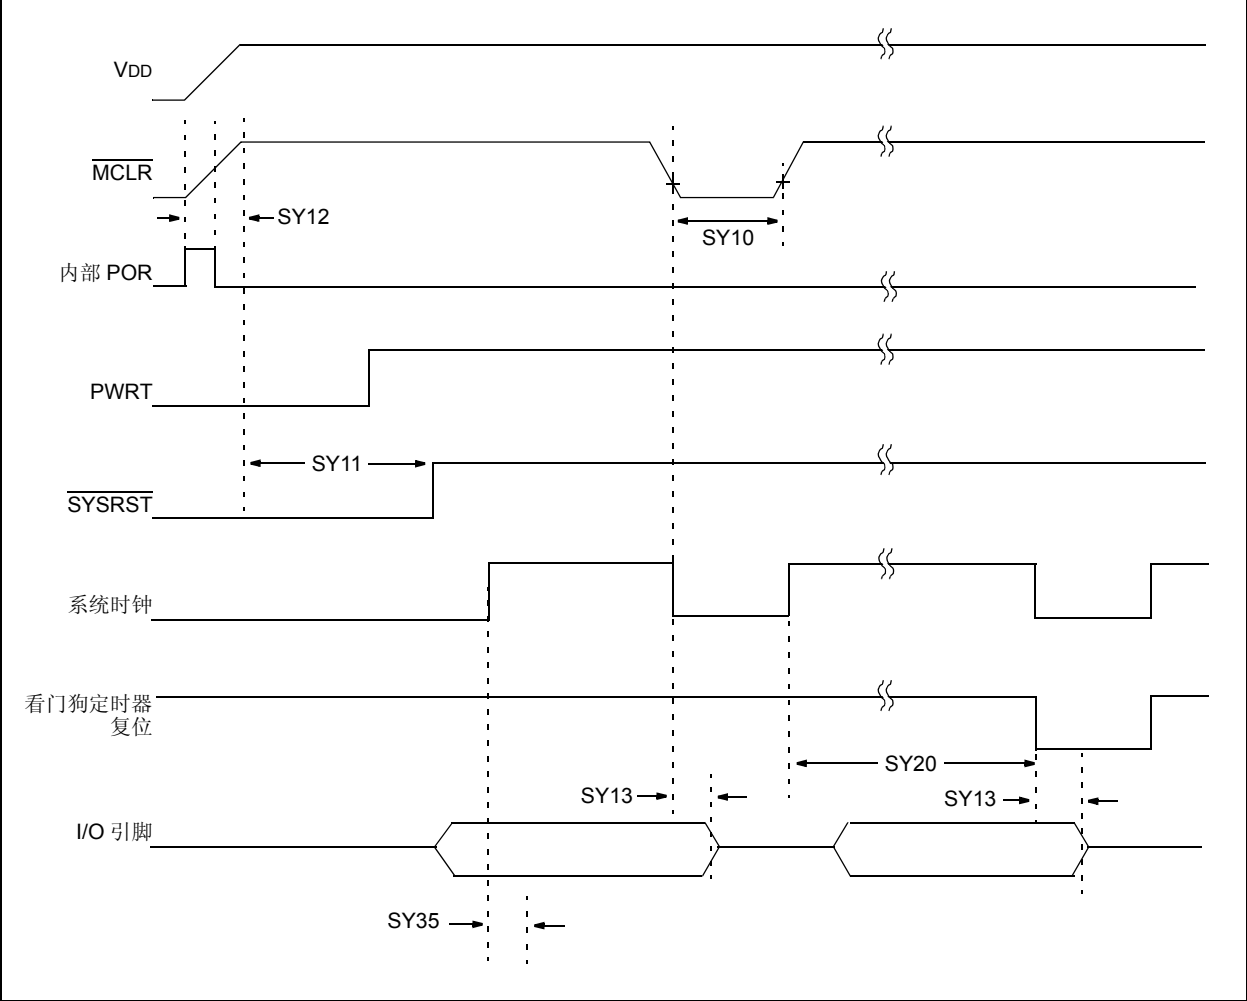 VDD
MCLR
SY12
SY10
内部 POR
PWRT
SY11
SYSRST
系统时钟
看门狗定时器
复位
SY20
SY13
SY13
I/O 引脚
SY35